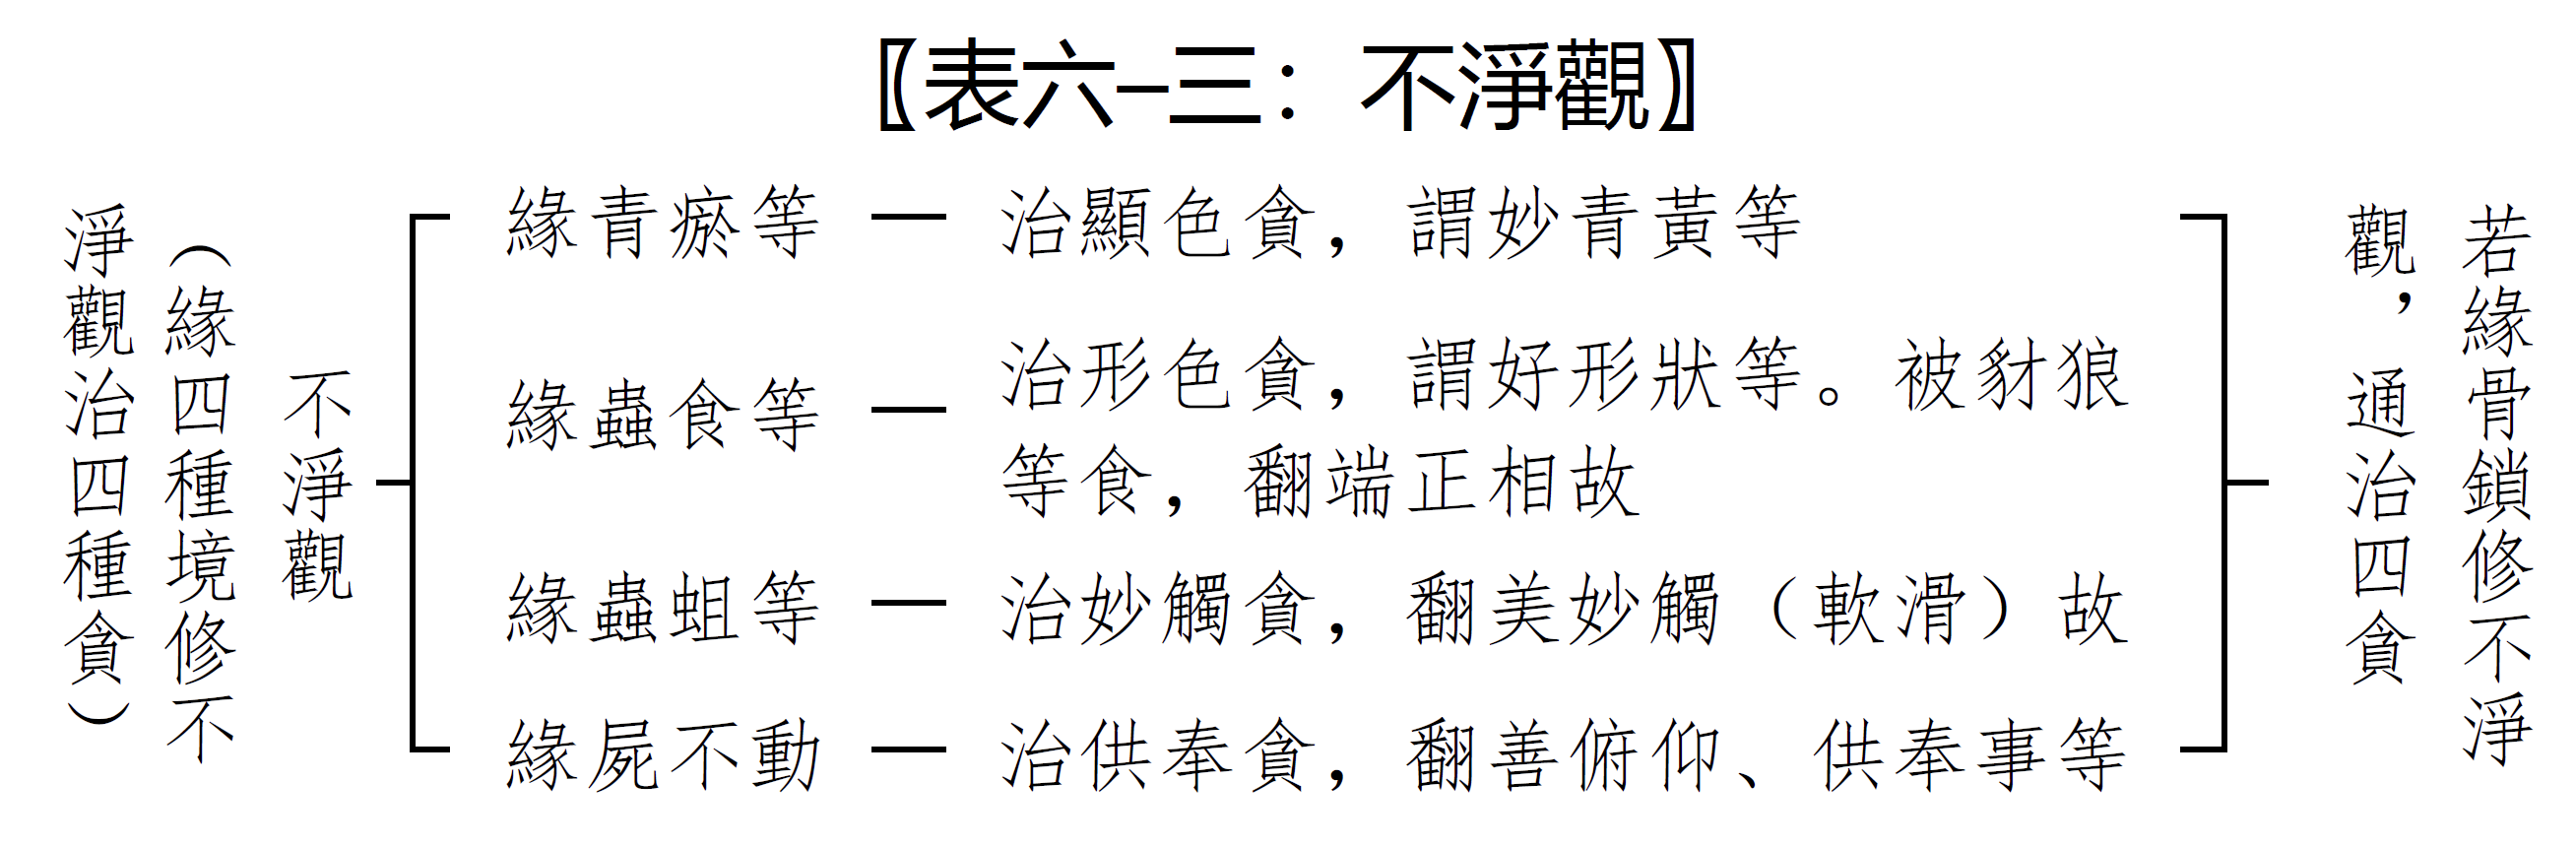 〖表六–三：不淨觀〗
不淨觀
（緣四種境修不
淨觀治四種貪）
緣青瘀等 — 治顯色貪，謂妙青黃等
緣蟲食等 — 治形色貪，謂好形狀等。被豺狼
等食，翻端正相故
緣蟲蛆等 — 治妙觸貪，翻美妙觸（軟滑）故
緣屍不動 — 治供奉貪，翻善俯仰、供奉事等
若緣骨鎖修不淨
觀，通治四貪